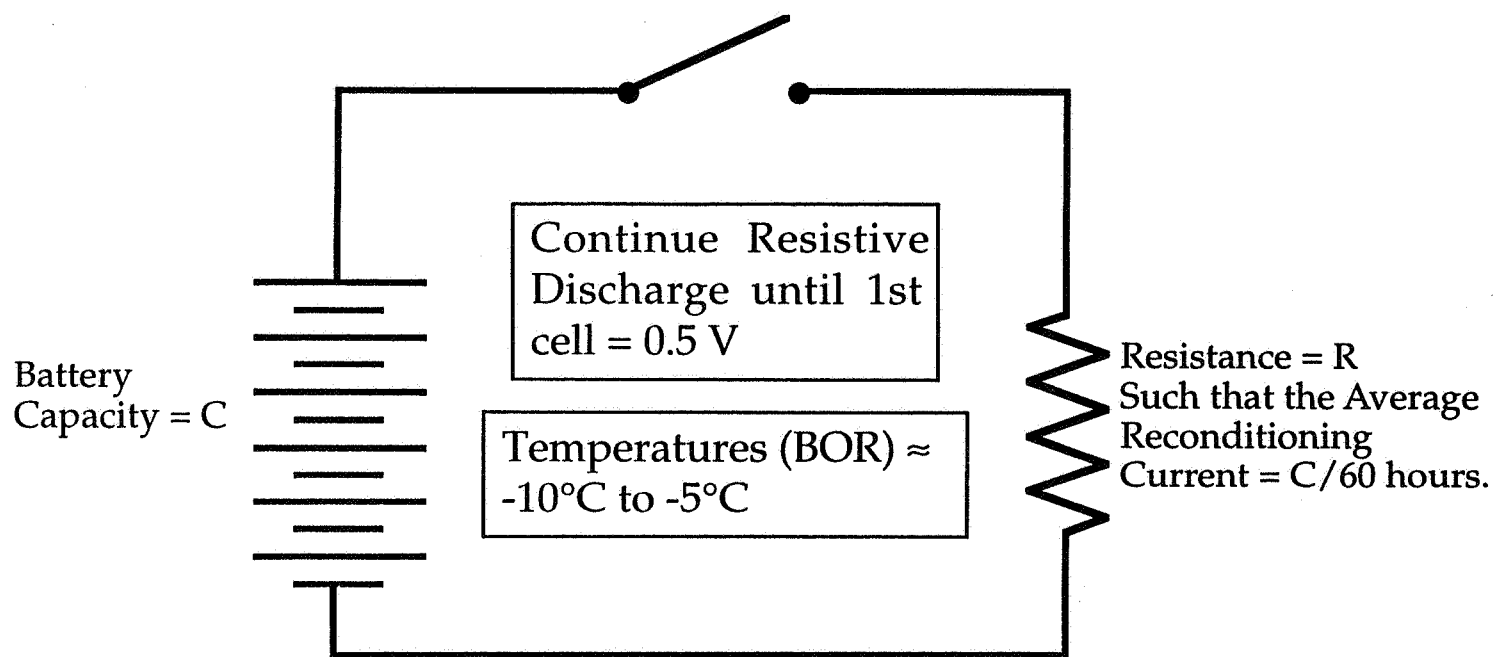 Continue Resistive
Discharge until 1st
cell = 0.5 V
Battery
Capacity = C
Temperatures (BOR) ≈
-10°C to -5°C
Resistance = R
Such that the Average
Reconditioning
Current = C/60 hours.